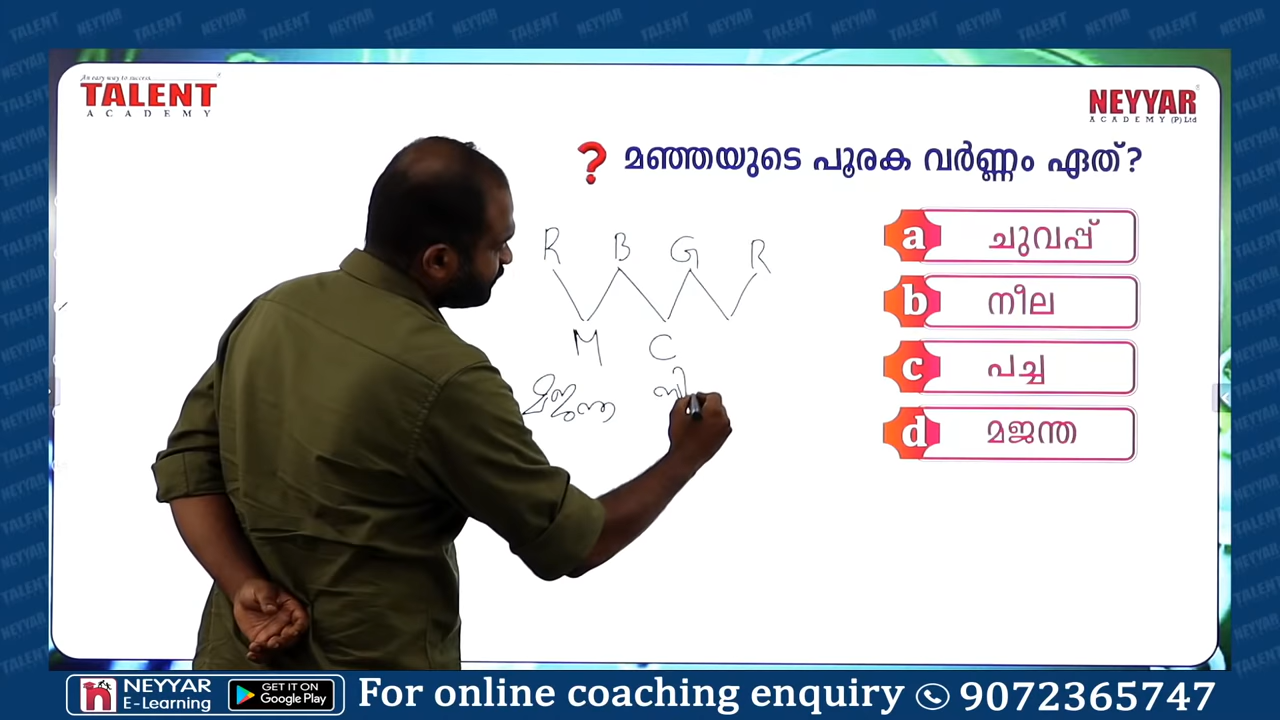 An easy way to success
TALENT
ACADEMY
NEYYAR
ACADEMY (P) Ltd
? മഞ്ഞയുടെ പൂരക വർണ്ണം ഏത്?
R B G R
M C
മജന്ത സി
a ചുവപ്പ്
b നീല
c പച്ച
d മജന്ത
NEYYAR
E-Learning
GET IT ON
Google Play
For online coaching enquiry 9072365747